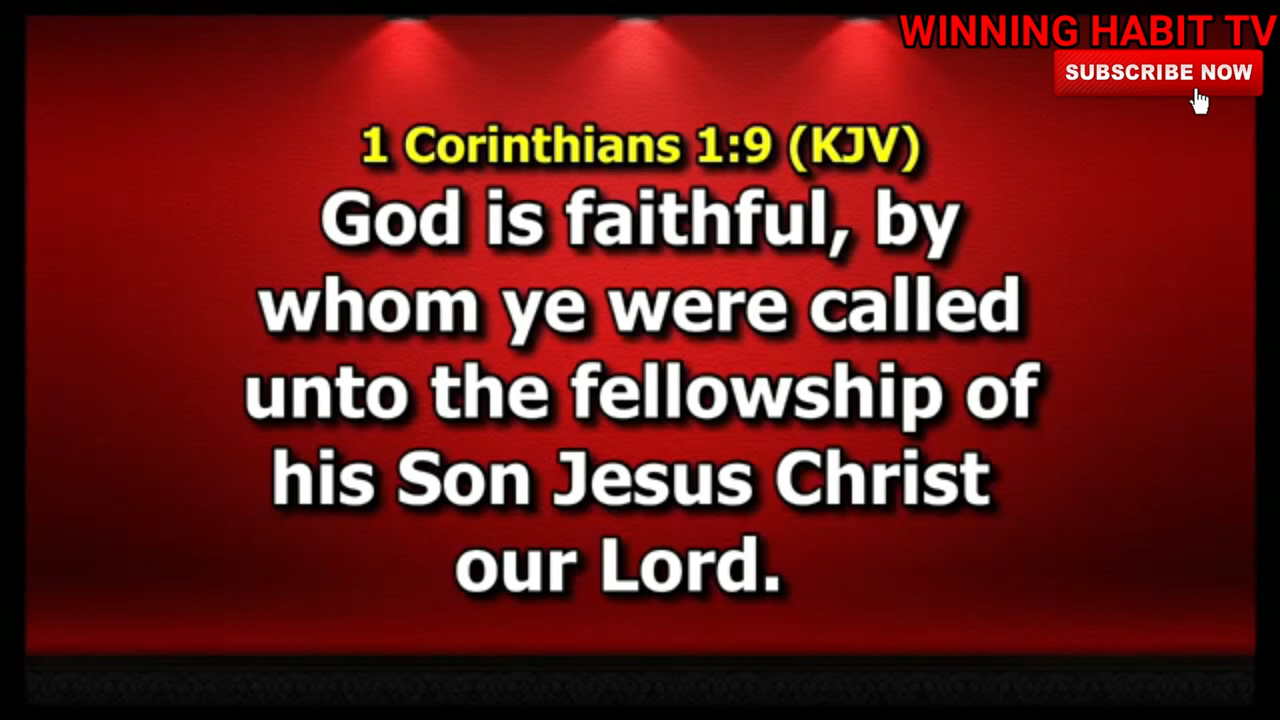 WINNING HABIT TV
SUBSCRIBE NOW
1 Corinthians 1:9 (KJV)
God is faithful, by
whom ye were called
unto the fellowship of
his Son Jesus Christ
our Lord.